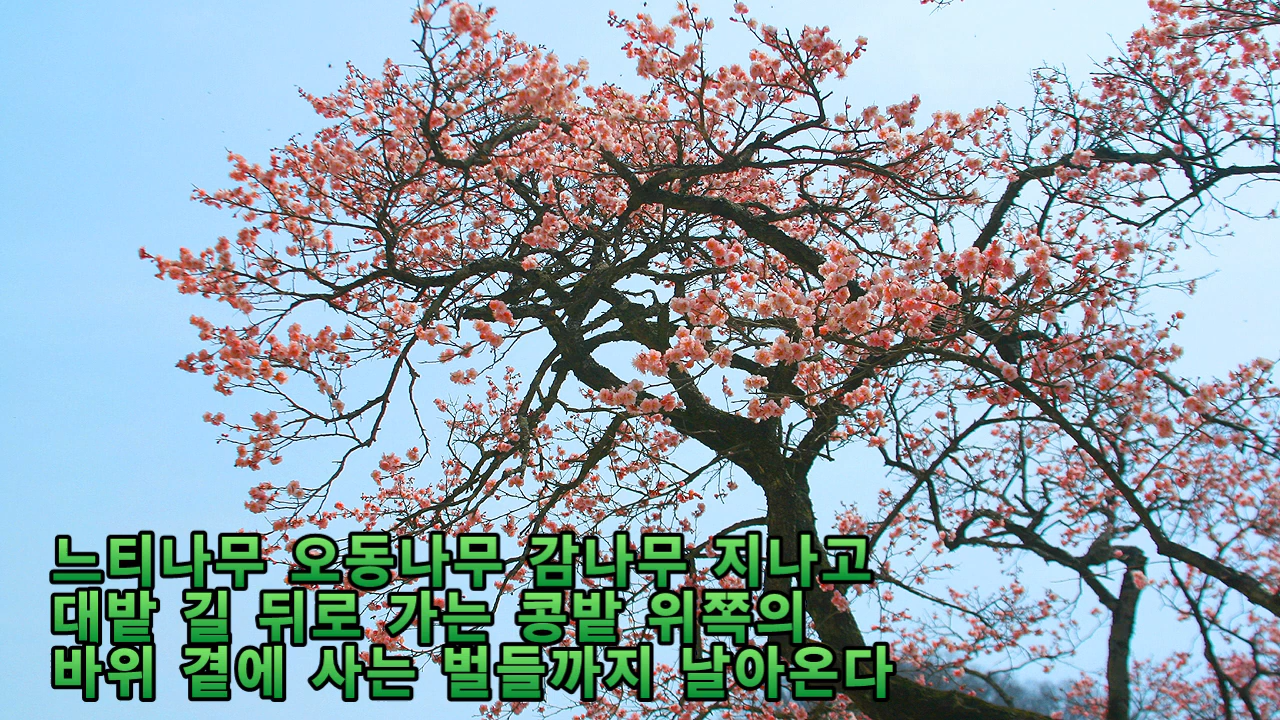 느티나무 오동나무 감나무 지나고
대밭 길 뒤로 가는 콩밭 위쪽의
바위 곁에 사는 벌들까지 날아온다